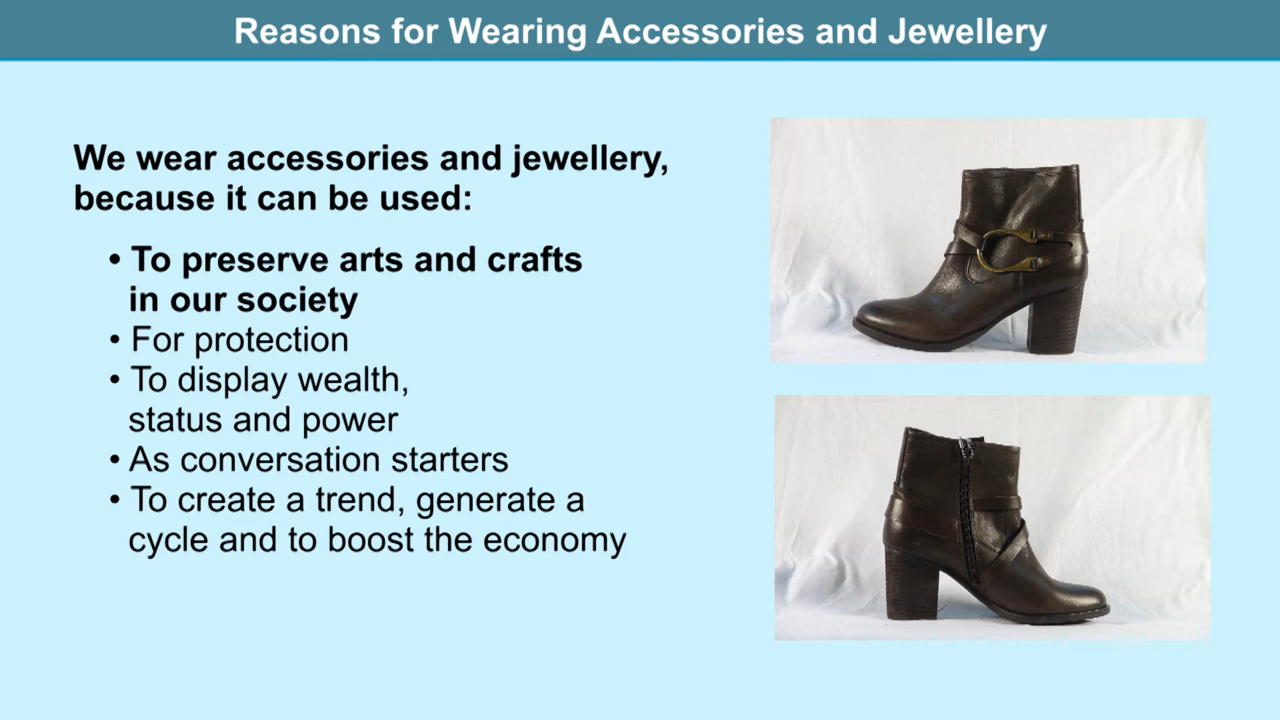 Reasons for Wearing Accessories and Jewellery
We wear accessories and jewellery,
because it can be used:
• To preserve arts and crafts
in our society
• For protection
• To display wealth,
status and power
• As conversation starters
• To create a trend, generate a
cycle and to boost the economy